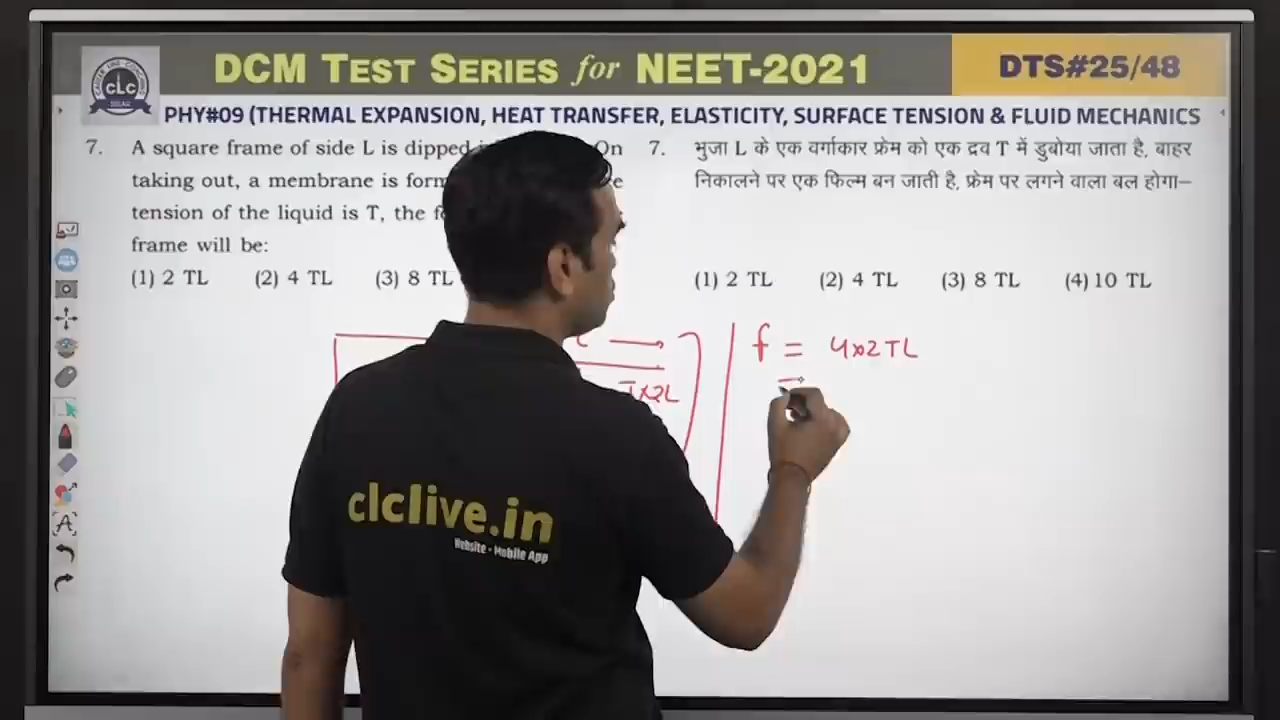 DCM TEST SERIES for NEET-2021
DTS#25/48
CLC
PHY#09 (THERMAL EXPANSION, HEAT TRANSFER, ELASTICITY, SURFACE TENSION & FLUID MECHANICS
7. A square frame of side L is dipped On
taking out, a membrane is
tension of the liquid is T, the
frame will be:
(1) 2 TL (2) 4 TL (3) 8 TL
7. भुजा L के एक वर्गाकार फ्रेम को एक द्रव T में डुबोया जाता है, बाहर
निकालने पर एक फिल्म बन जाती है, फ्रेम पर लगने वाला बल होगा–
(1) 2 TL (2) 4 TL (3) 8 TL (4) 10 TL
f = 4×2TL
T×2L
clclive.in
Website - Mobile App